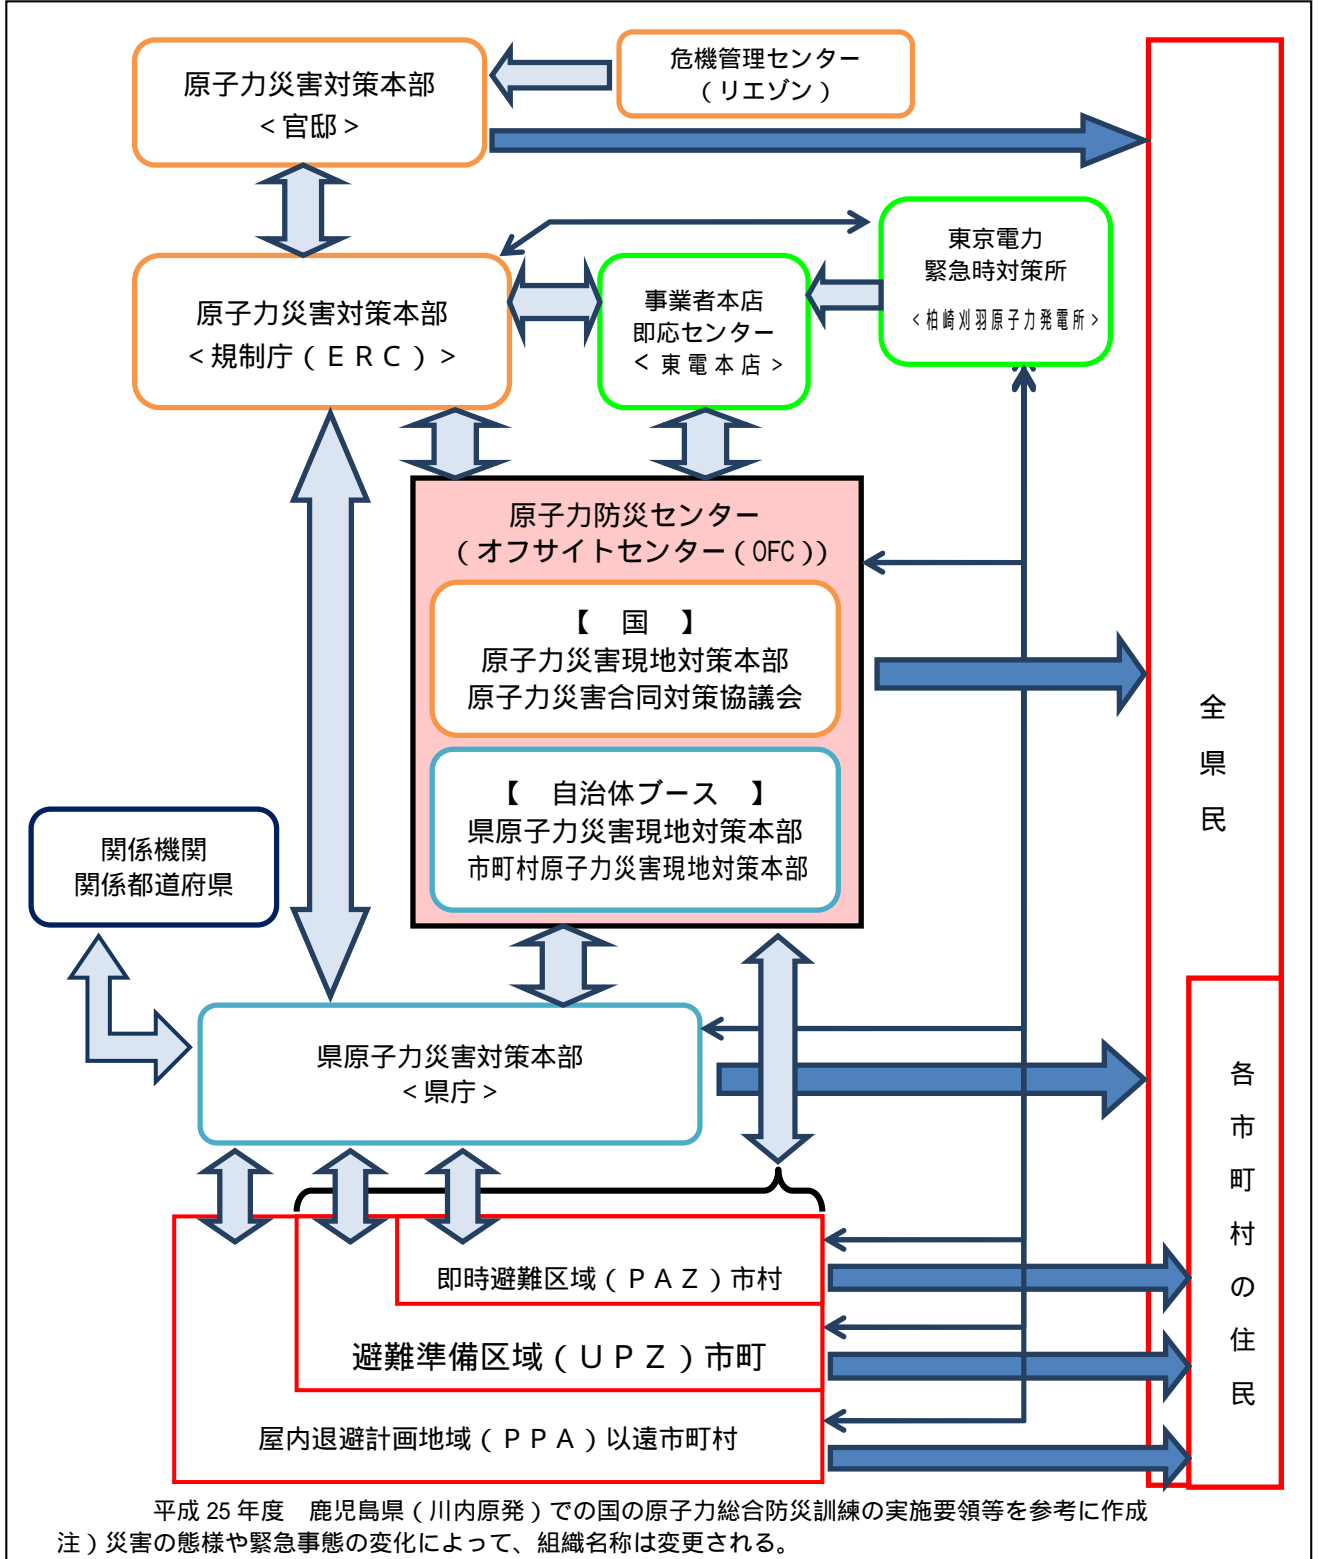 原子力災害対策本部
<官邸>
危機管理センター
(リエゾン)
原子力災害対策本部
<規制庁(ERC)>
事業者本店
即応センター
<東電本店>
東京電力
緊急時対策所
<柏崎刈羽原子力発電所>
原子力防災センター
(オフサイトセンター(OFC))
【 国 】
原子力災害現地対策本部
原子力災害合同対策協議会
【 自治体ブース 】
県原子力災害現地対策本部
市町村原子力災害現地対策本部
関係機関
関係都道府県
県原子力災害対策本部
<県庁>
全県民
各市町村の住民
即時避難区域(PAZ)市村
避難準備区域(UPZ)市町
屋内退避計画地域(PPA)以遠市町村
平成25年度 鹿児島県(川内原発)での国の原子力総合防災訓練の実施要領等を参考に作成
注)災害の態様や緊急事態の変化によって、組織名称は変更される。